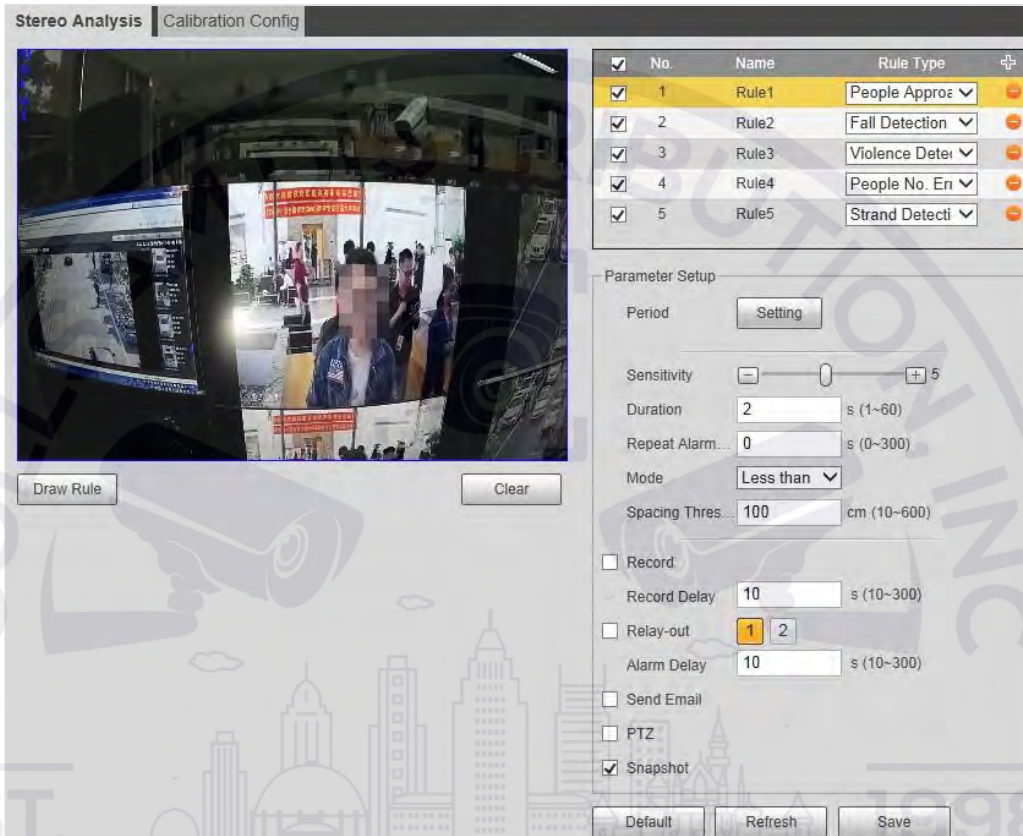 Stereo Analysis Calibration Config
No. Name Rule Type
1 Rule1 People Approa
2 Rule2 Fall Detection
3 Rule3 Violence Detec
4 Rule4 People No. Err
5 Rule5 Strand Detecti
Parameter Setup
Period Setting
Sensitivity 5
Duration 2 s (1~60)
Repeat Alarm... 0 s (0~300)
Mode Less than
Spacing Thres... 100 cm (10~600)
Draw Rule Clear
Record
Record Delay 10 s (10~300)
Relay-out 1 2
Alarm Delay 10 s (10~300)
Send Email
PTZ
Snapshot
Default Refresh Save
1998